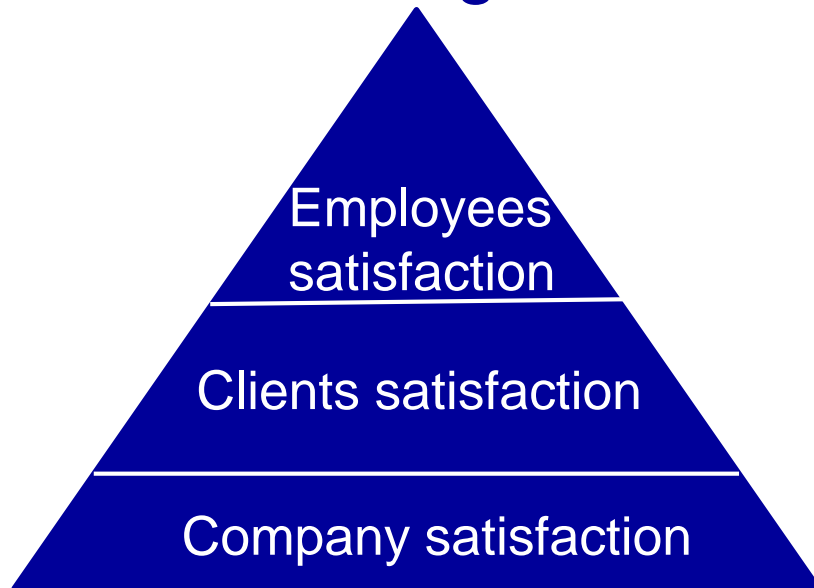 Employees
satisfaction
Clients satisfaction
Company satisfaction